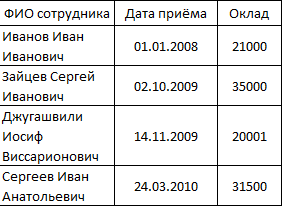 ФИО сотрудника Дата приёма Оклад
Иванов Иван
Иванович 01.01.2008 21000
Зайцев Сергей
Иванович 02.10.2009 35000
Джугашвили
Иосиф 14.11.2009 20001
Виссарионович
Сергеев Иван
Анатольевич 24.03.2010 31500